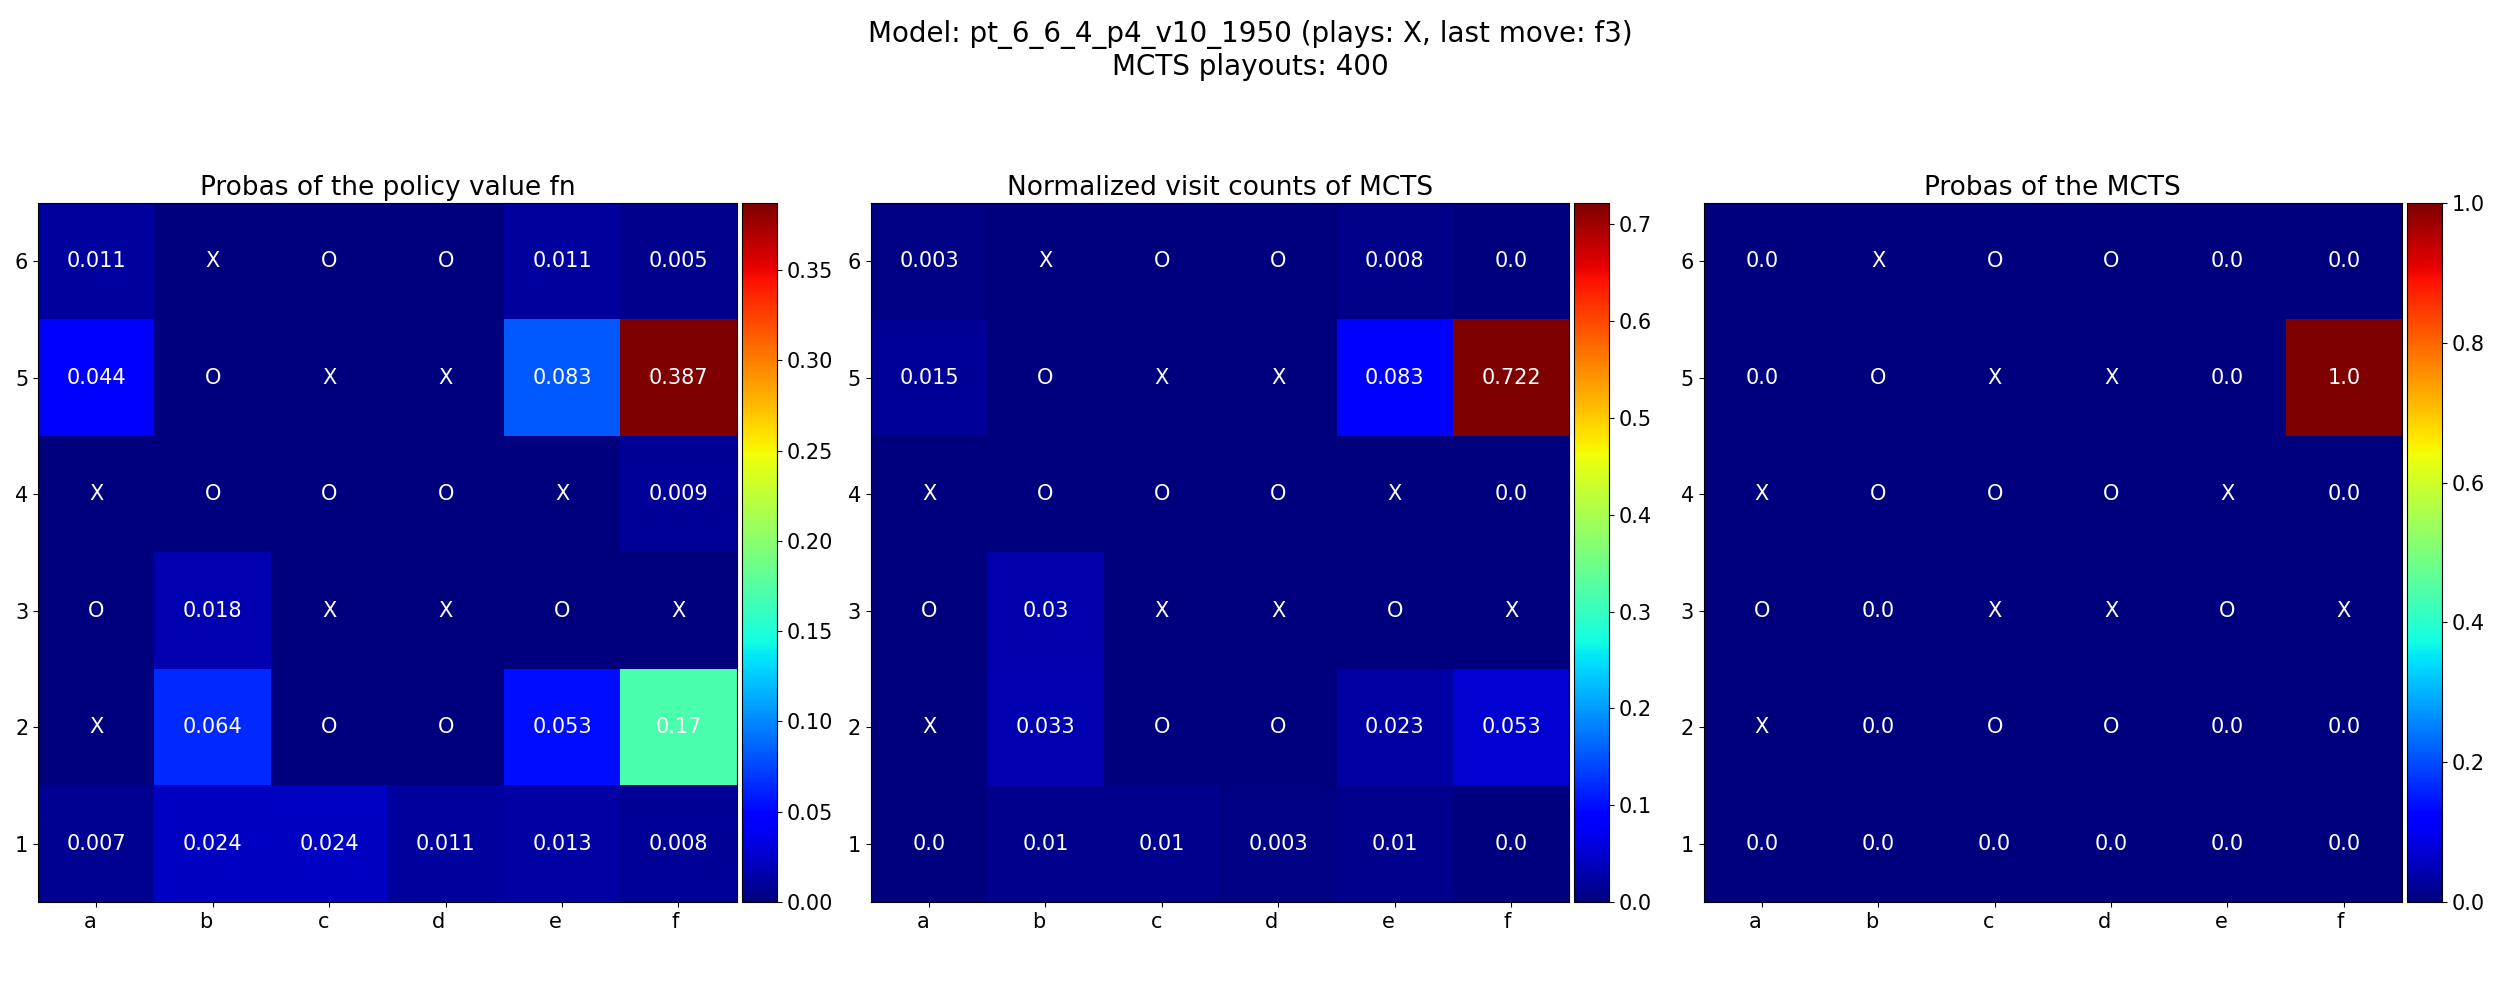 Model: pt_6_6_4_p4_v10_1950 (plays: X, last move: f3)
MCTS playouts: 400
Probas of the policy value fn
6 0.011 X O O 0.011 0.005
5 0.044 O X X 0.083 0.387
4 X O O O X 0.009
3 O 0.018 X X O X
2 X 0.064 O O 0.053 0.17
1 0.007 0.024 0.024 0.011 0.013 0.008
a b c d e f
0.35
0.30
0.25
0.20
0.15
0.10
0.05
0.00
Normalized visit counts of MCTS
6 0.003 X O O 0.008 0.0
5 0.015 O X X 0.083 0.722
4 X O O O X 0.0
3 O 0.03 X X O X
2 X 0.033 O O 0.023 0.053
1 0.0 0.01 0.01 0.003 0.01 0.0
a b c d e f
0.7
0.6
0.5
0.4
0.3
0.2
0.1
0.0
Probas of the MCTS
6 0.0 X O O 0.0 0.0
5 0.0 O X X 0.0 1.0
4 X O O O X 0.0
3 O 0.0 X X O X
2 X 0.0 O O 0.0 0.0
1 0.0 0.0 0.0 0.0 0.0 0.0
a b c d e f
1.0
0.8
0.6
0.4
0.2
0.0